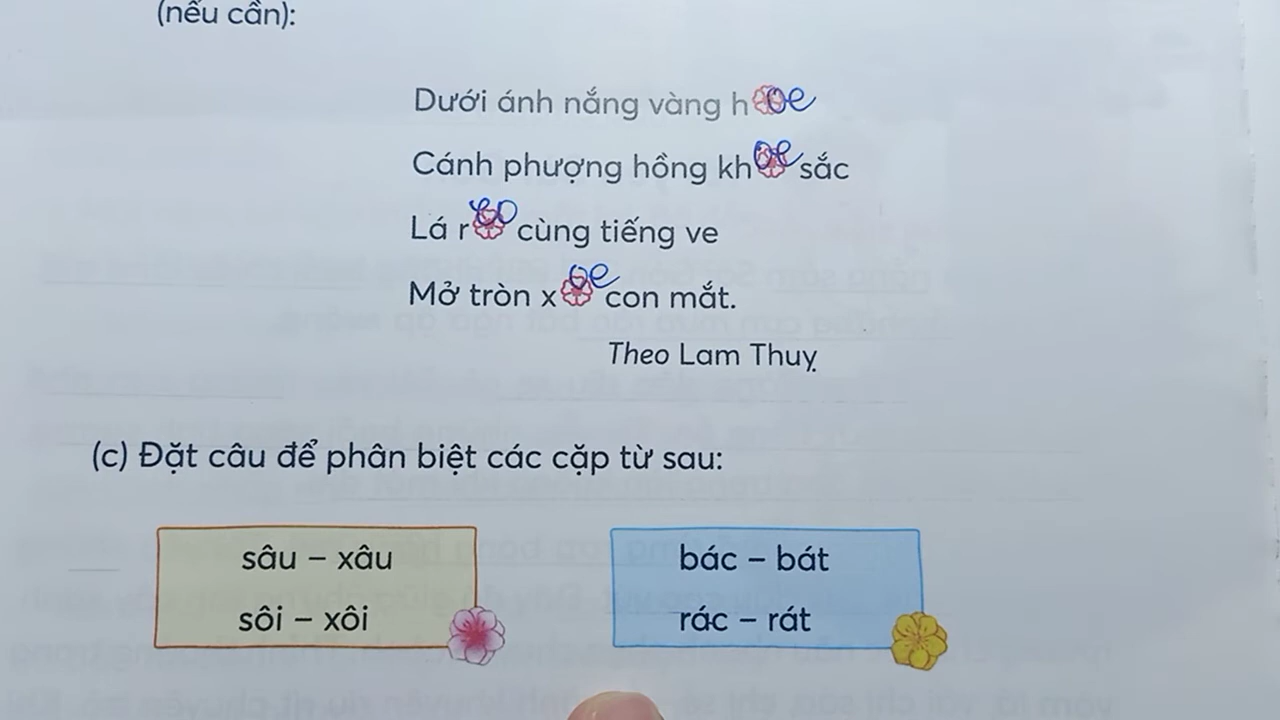 (nếu cần):
Dưới ánh nắng vàng hoe
Cánh phượng hồng khoe sắc
Lá reo cùng tiếng ve
Mở tròn xoe con mắt.
Theo Lam Thuỵ
(c) Đặt câu để phân biệt các cặp từ sau:
sâu – xâu
sôi – xôi
bác – bát
rác – rát